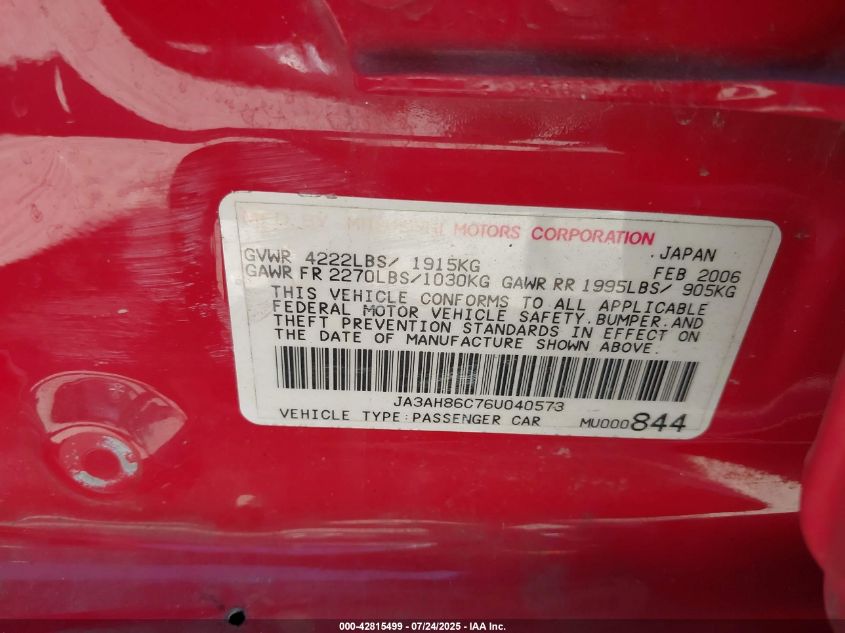 MFD BY MITSUBISHI MOTORS CORPORATION
JAPAN
GVWR 4222LBS/ 1915KG FEB 2006
GAWR FR 2270LBS/1030KG GAWR RR 1995LBS/ 905KG
THIS VEHICLE CONFORMS TO ALL APPLICABLE
FEDERAL MOTOR VEHICLE SAFETY, BUMPER, AND
THEFT PREVENTION STANDARDS IN EFFECT ON
THE DATE OF MANUFACTURE SHOWN ABOVE.
JA3AH86C76U040573
VEHICLE TYPE:PASSENGER CAR MU000844
000-42815499 | 07/24/2025 - IAA Inc.